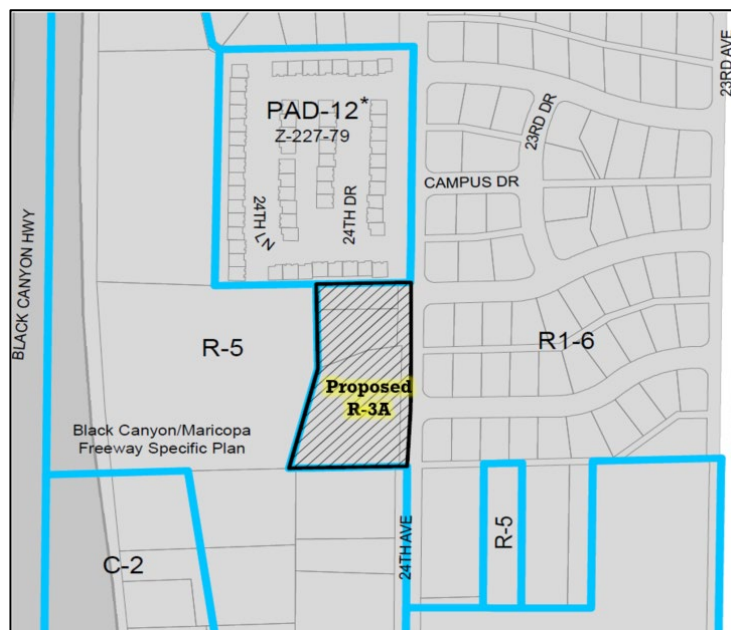 23RD AVE
PAD-12*
Z-227-79
23RD DR
CAMPUS DR
24TH LN
24TH DR
BLACK CANYON HWY
R-5
R1-6
Proposed
R-3A
Black Canyon/Maricopa
Freeway Specific Plan
R-5
24TH AVE
C-2